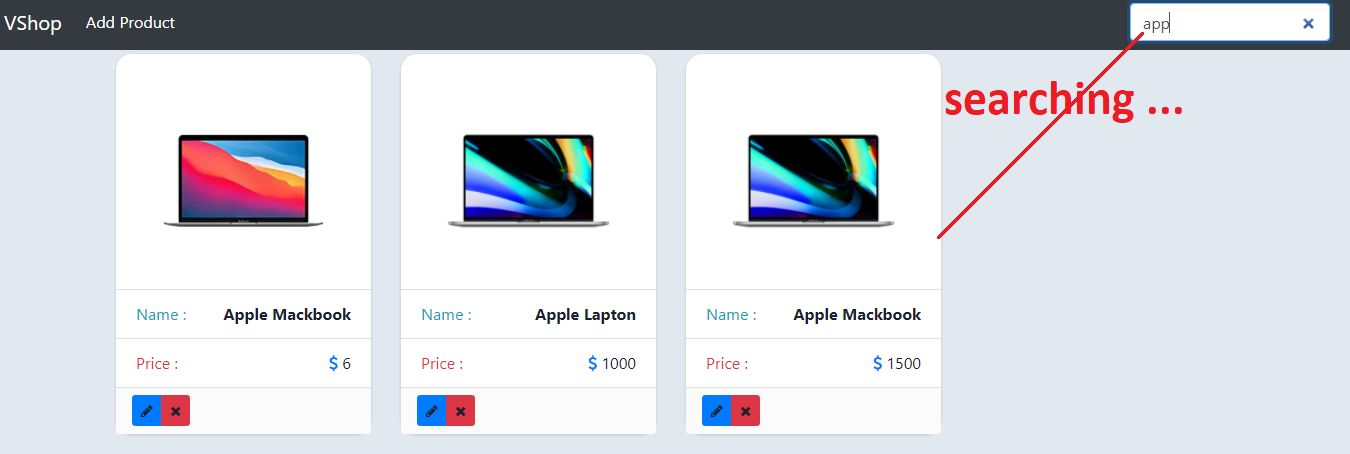 VShop Add Product app
searching ...
Name : Apple Mackbook
Price : $ 6
Name : Apple Lapton
Price : $ 1000
Name : Apple Mackbook
Price : $ 1500